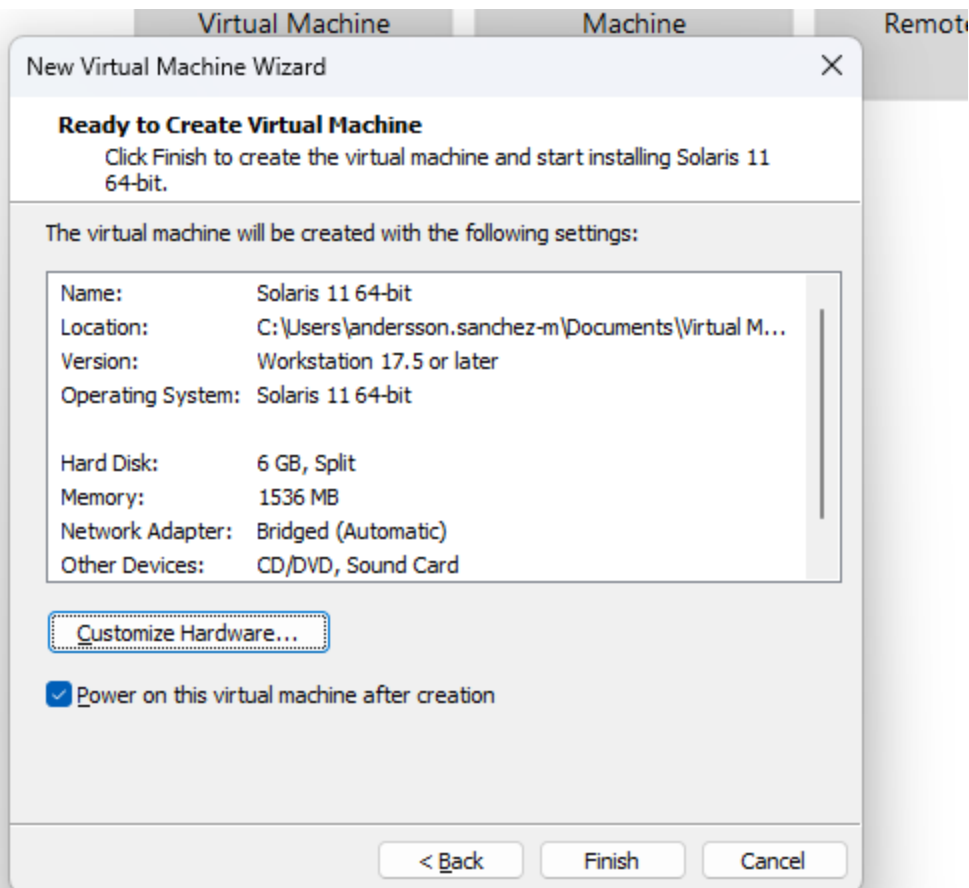 Virtual Machine Machine Remote
New Virtual Machine Wizard
Ready to Create Virtual Machine
Click Finish to create the virtual machine and start installing Solaris 11
64-bit.
The virtual machine will be created with the following settings:
Name: Solaris 11 64-bit
Location: C:\Users\andersson.sanchez-m\Documents\Virtual M...
Version: Workstation 17.5 or later
Operating System: Solaris 11 64-bit
Hard Disk: 6 GB, Split
Memory: 1536 MB
Network Adapter: Bridged (Automatic)
Other Devices: CD/DVD, Sound Card
Customize Hardware...
Power on this virtual machine after creation
< Back Finish Cancel